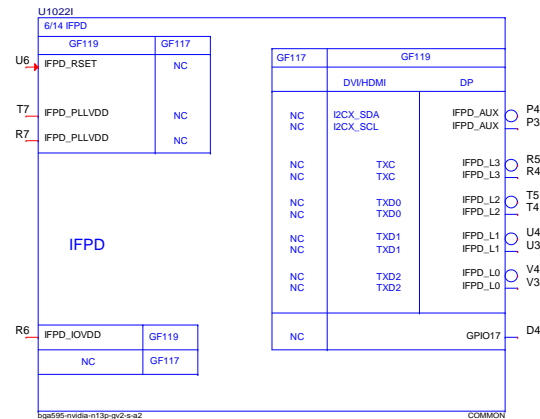 U1022I
6/14 IFPD
GF119 GF117
U6 IFPD_RSET NC
T7 IFPD_PLLVDD NC
R7 IFPD_PLLVDD NC
IFPD
R6 IFPD_IOVDD GF119
NC GF117
GF117 GF119
DVI/HDMI DP
NC I2CX_SDA IFPD_AUX P4
NC I2CX_SCL IFPD_AUX P3
NC TXC IFPD_L3 R5
NC TXC IFPD_L3 R4
NC TXD0 IFPD_L2 T5
NC TXD0 IFPD_L2 T4
NC TXD1 IFPD_L1 U4
NC TXD1 IFPD_L1 U3
NC TXD2 IFPD_L0 V4
NC TXD2 IFPD_L0 V3
NC GPIO17 D4
bga595-nvidia-n13p-gv2-s-a2 COMMON